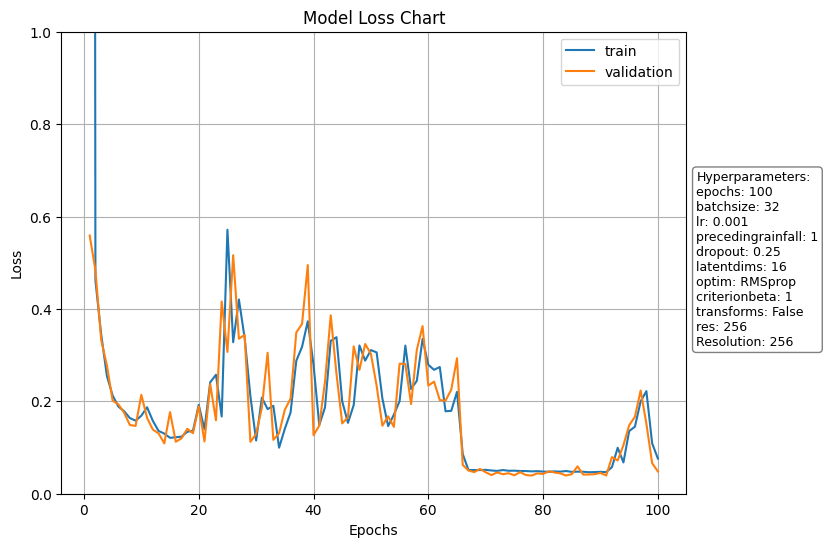 Model Loss Chart
1.0
0.8
0.6
0.4
0.2
0.0
Loss
0
20
40
60
80
100
Epochs
train
validation
Hyperparameters:
epochs: 100
batchsize: 32
lr: 0.001
precedingrainfall: 1
dropout: 0.25
latentdims: 16
optim: RMSprop
criterionbeta: 1
transforms: False
res: 256
Resolution: 256